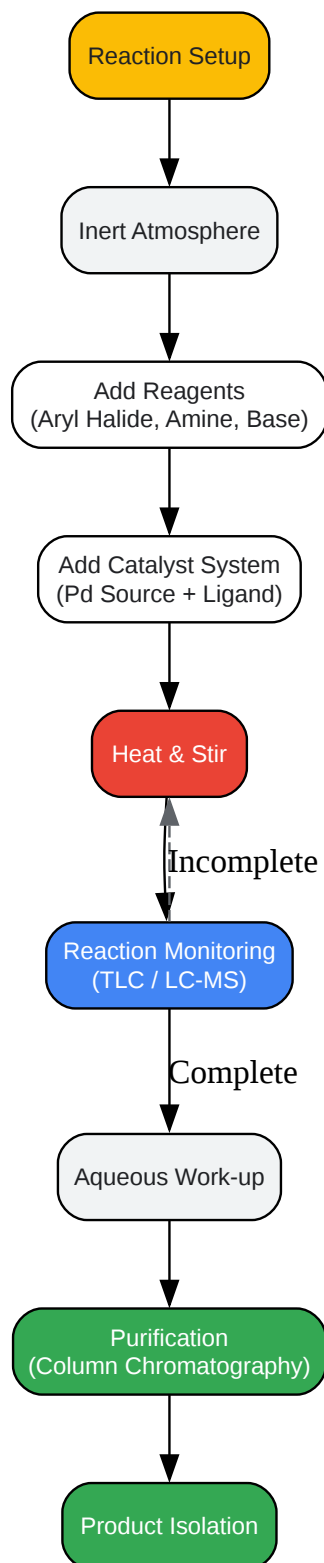 Reaction Setup
Inert Atmosphere
Add Reagents
(Aryl Halide, Amine, Base)
Add Catalyst System
(Pd Source + Ligand)
Heat & Stir
Incomplete
Reaction Monitoring
(TLC / LC-MS)
Complete
Aqueous Work-up
Purification
(Column Chromatography)
Product Isolation